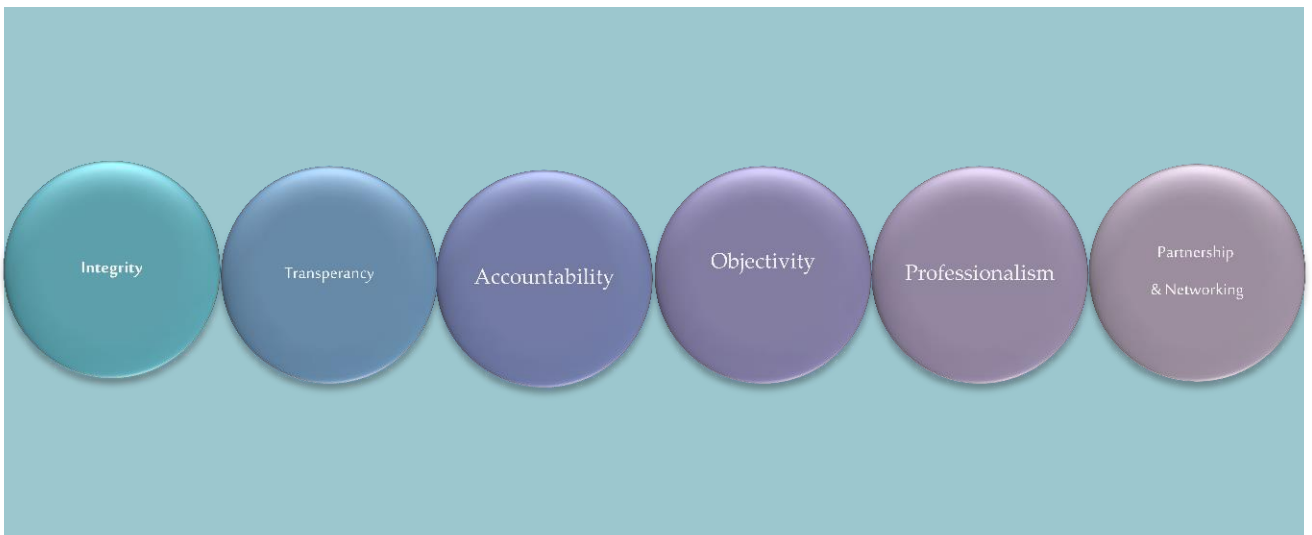 Integrity
Transperancy
Accountability
Objectivity
Professionalism
Partnership
& Networking